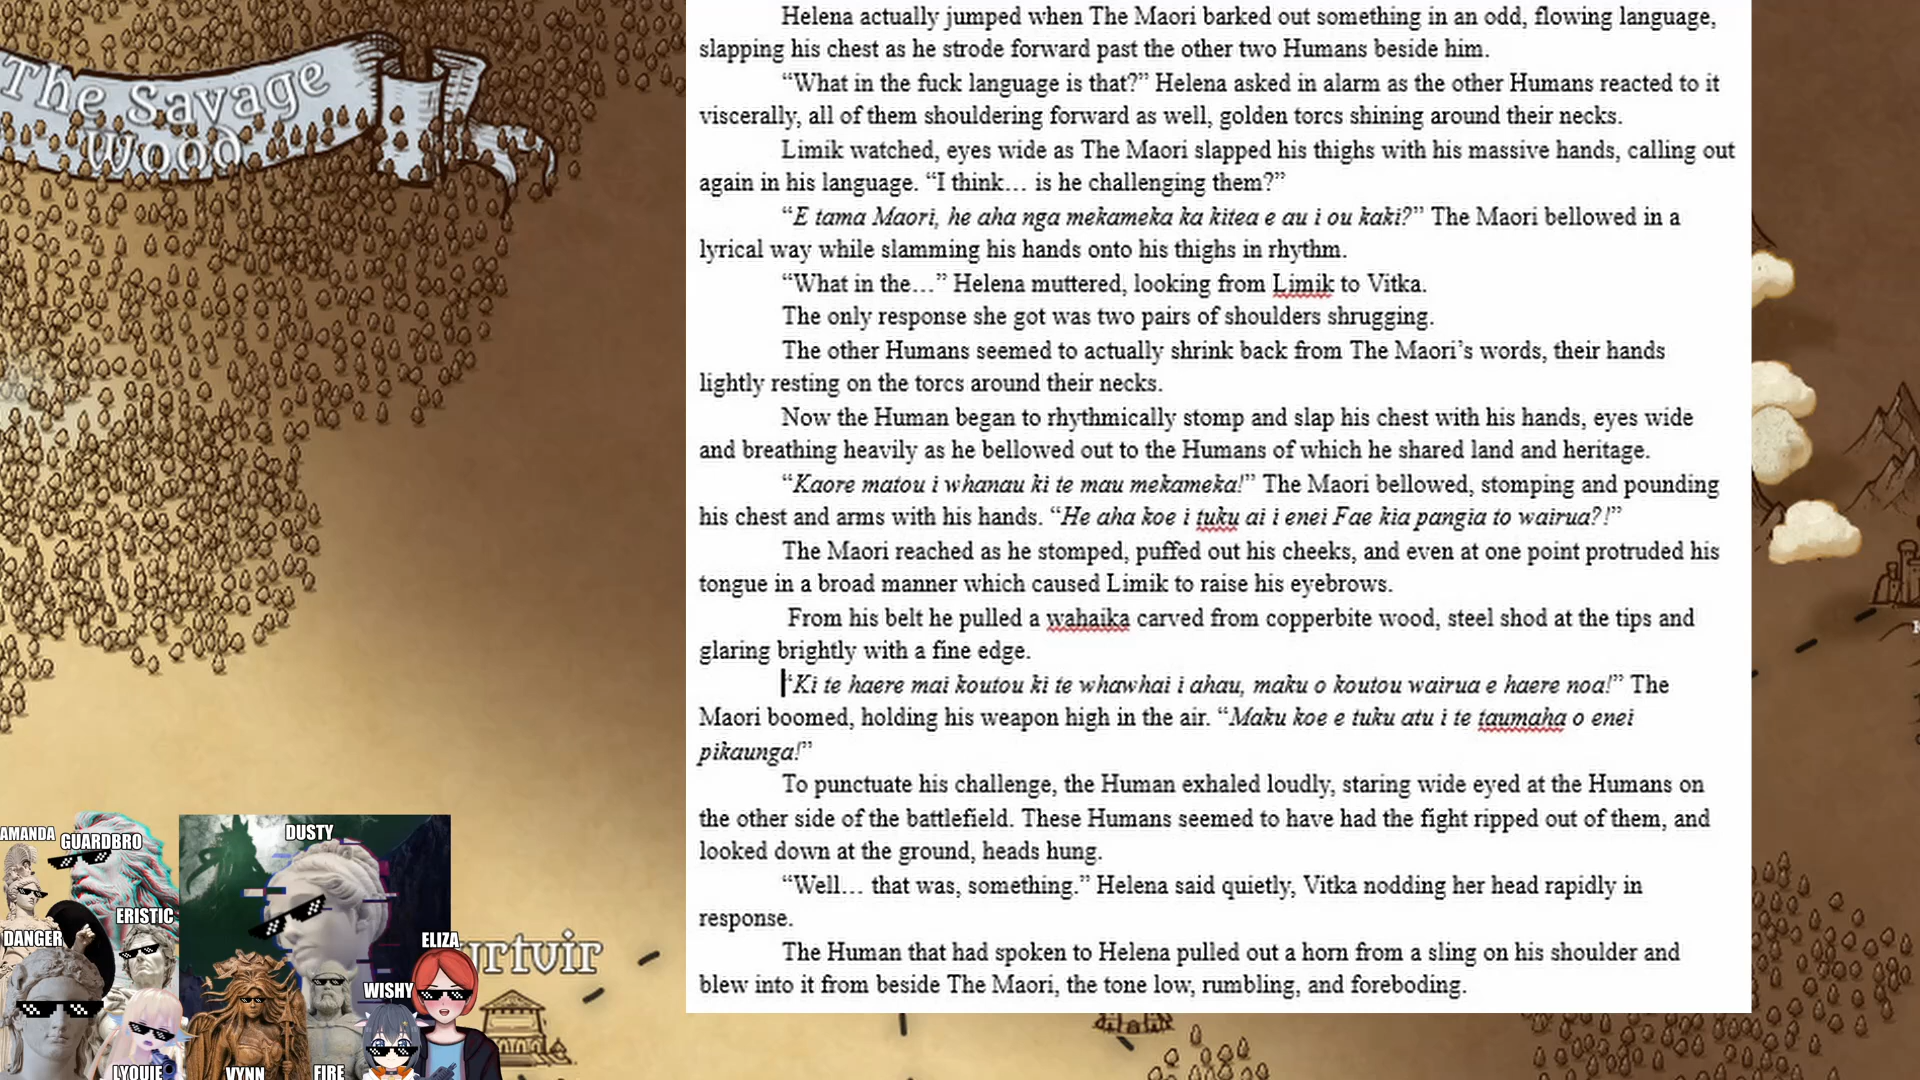 The Savage
Wood
Helena actually jumped when The Maori barked out something in an odd, flowing language,
slapping his chest as he strode forward past the other two Humans beside him.
“What in the fuck language is that?” Helena asked in alarm as the other Humans reacted to it
viscerally, all of them shouldering forward as well, golden torcs shining around their necks.
Limik watched, eyes wide as The Maori slapped his thighs with his massive hands, calling out
again in his language. “I think… is he challenging them?”
“E tama Maori, he aha nga mekameka ka kitea e au i ou kaki?” The Maori bellowed in a
lyrical way while slamming his hands onto his thighs in rhythm.
“What in the…” Helena muttered, looking from Limik to Vitka.
The only response she got was two pairs of shoulders shrugging.
The other Humans seemed to actually shrink back from The Maori’s words, their hands
lightly resting on the torcs around their necks.
Now the Human began to rhythmically stomp and slap his chest with his hands, eyes wide
and breathing heavily as he bellowed out to the Humans of which he shared land and heritage.
“Kaore matou i whanau ki te mau mekameka!” The Maori bellowed, stomping and pounding
his chest and arms with his hands. “He aha koe i tuku ai i enei Fae kia pangia to wairua?!”
The Maori reached as he stomped, puffed out his cheeks, and even at one point protruded his
tongue in a broad manner which caused Limik to raise his eyebrows.
From his belt he pulled a wahaika carved from copperbite wood, steel shod at the tips and
glaring brightly with a fine edge.
“Ki te haere mai koutou ki te whawhai i ahau, maku o koutou wairua e haere noa!” The
Maori boomed, holding his weapon high in the air. “Maku koe e tuku atu i te taumaha o enei
pikaunga!”
To punctuate his challenge, the Human exhaled loudly, staring wide eyed at the Humans on
the other side of the battlefield. These Humans seemed to have had the fight ripped out of them, and
looked down at the ground, heads hung.
“Well… that was, something.” Helena said quietly, Vitka nodding her head rapidly in
response.
The Human that had spoken to Helena pulled out a horn from a sling on his shoulder and
blew into it from beside The Maori, the tone low, rumbling, and foreboding.
AMANDA
GUARDBRO
DUSTY
ERISTIC
DANGER
ELIZA
WISHY
LYQUIE
VYNN
FIRE